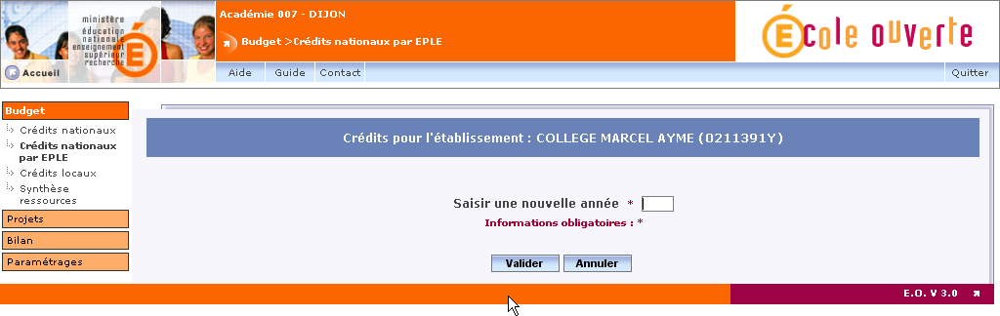 ministère
éducation
nationale
enseignement
supérieur
recherche
Accueil
Académie 007 - DIJON
Budget >Crédits nationaux par EPLE
école ouverte
Aide
Guide
Contact
Quitter
Budget
Crédits nationaux
Crédits nationaux
par EPLE
Crédits locaux
Synthèse
ressources
Projets
Bilan
Paramétrages
Crédits pour l'établissement : COLLEGE MARCEL AYME (0211391Y)
Saisir une nouvelle année *
Informations obligatoires : *
Valider
Annuler
E.O. V 3.0